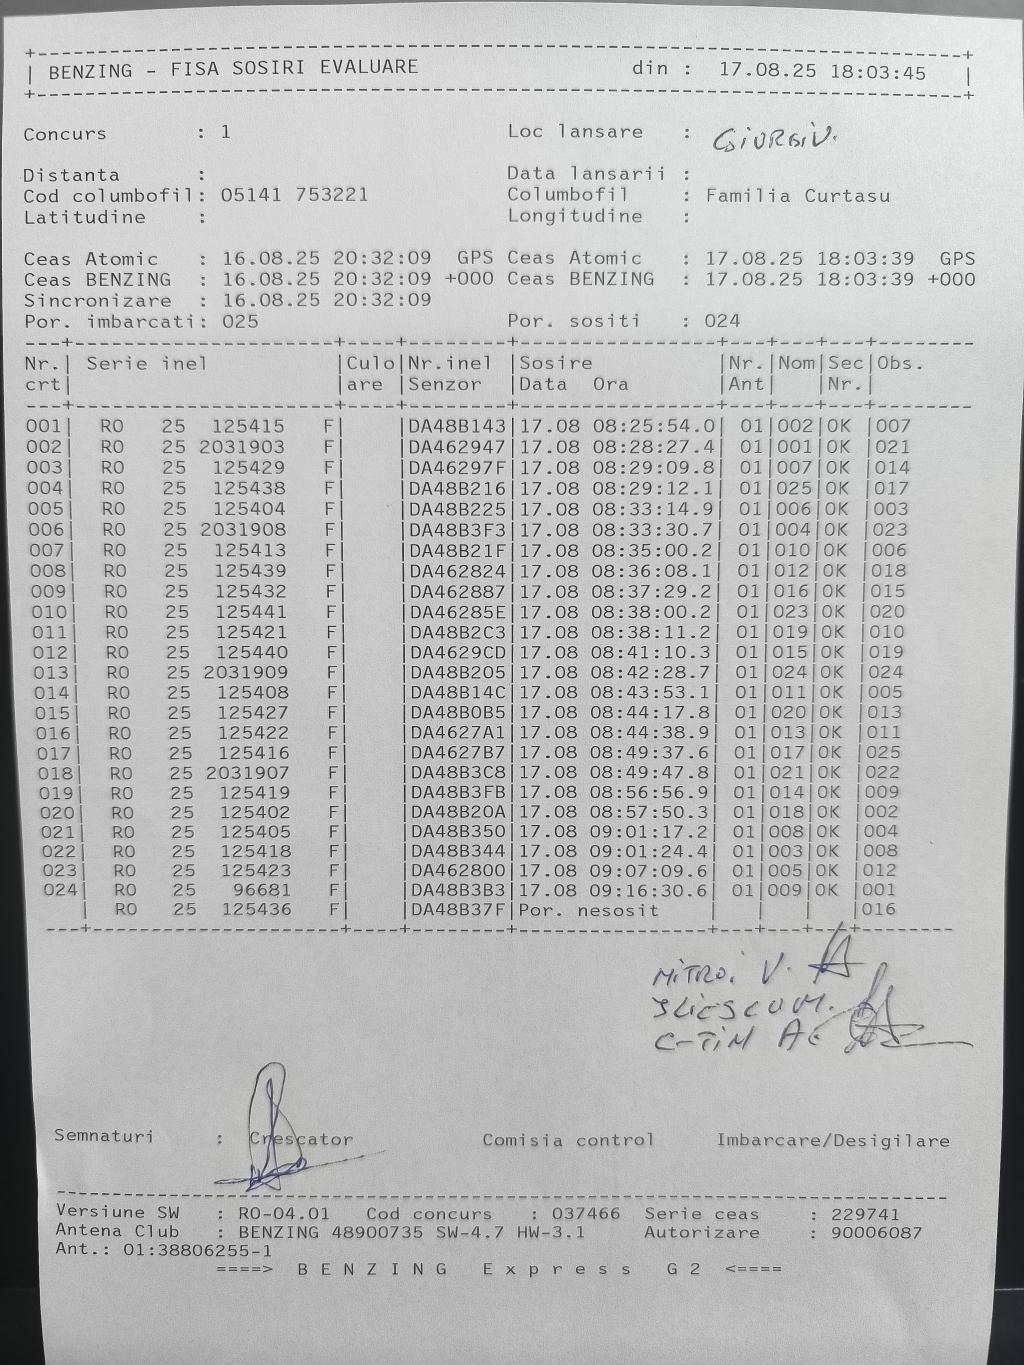 BENZING - FISA SOSIRI EVALUARE din : 17.08.25 18:03:45
Concurs : 1 Loc lansare : GIURGIU.
Distanta : Data lansarii :
Cod columbofil: 05141 753221 Columbofil : Familia Curtasu
Latitudine : Longitudine :
Ceas Atomic : 16.08.25 20:32:09 GPS Ceas Atomic : 17.08.25 18:03:39 GPS
Ceas BENZING : 16.08.25 20:32:09 +000 Ceas BENZING : 17.08.25 18:03:39 +000
Sincronizare : 16.08.25 20:32:09
Por. imbarcati: 025 Por. sositi : 024
Nr.| Serie inel |Culo|Nr.inel |Sosire |Nr.|Nom|Sec|Obs.
crt| |are |Senzor |Data Ora |Ant| |Nr.|
001| RO 25 125415 F| |DA48B143|17.08 08:25:54.0| 01|002|OK |007
002| RO 25 2031903 F| |DA462947|17.08 08:28:27.4| 01|001|OK |021
003| RO 25 125429 F| |DA46297F|17.08 08:29:09.8| 01|007|OK |014
004| RO 25 125438 F| |DA48B216|17.08 08:29:12.1| 01|025|OK |017
005| RO 25 125404 F| |DA48B225|17.08 08:33:14.9| 01|006|OK |003
006| RO 25 2031908 F| |DA48B3F3|17.08 08:33:30.7| 01|004|OK |023
007| RO 25 125413 F| |DA48B21F|17.08 08:35:00.2| 01|010|OK |006
008| RO 25 125439 F| |DA462824|17.08 08:36:08.1| 01|012|OK |018
009| RO 25 125432 F| |DA462887|17.08 08:37:29.2| 01|016|OK |015
010| RO 25 125441 F| |DA46285E|17.08 08:38:00.2| 01|023|OK |020
011| RO 25 125421 F| |DA48B2C3|17.08 08:38:11.2| 01|019|OK |010
012| RO 25 125440 F| |DA4629CD|17.08 08:41:10.3| 01|015|OK |019
013| RO 25 2031909 F| |DA48B205|17.08 08:42:28.7| 01|024|OK |024
014| RO 25 125408 F| |DA48B14C|17.08 08:43:53.1| 01|011|OK |005
015| RO 25 125427 F| |DA48B0B5|17.08 08:44:17.8| 01|020|OK |013
016| RO 25 125422 F| |DA4627A1|17.08 08:44:38.9| 01|013|OK |011
017| RO 25 125416 F| |DA4627B7|17.08 08:49:37.6| 01|017|OK |025
018| RO 25 2031907 F| |DA48B3C8|17.08 08:49:47.8| 01|021|OK |022
019| RO 25 125419 F| |DA48B3FB|17.08 08:56:56.9| 01|014|OK |009
020| RO 25 125402 F| |DA48B20A|17.08 08:57:50.3| 01|018|OK |002
021| RO 25 125405 F| |DA48B350|17.08 09:01:17.2| 01|008|OK |004
022| RO 25 125418 F| |DA48B344|17.08 09:01:24.4| 01|003|OK |008
023| RO 25 125423 F| |DA462800|17.08 09:07:09.6| 01|005|OK |012
024| RO 25 96681 F| |DA48B3B3|17.08 09:16:30.6| 01|009|OK |001
| RO 25 125436 F| |DA48B37F|Por. nesosit | | | |016
MITROI V.
ILIESCU M.
Semnaturi : Crescator Comisia control Imbarcare/Desigilare
Versiune SW : RO-04.01 Cod concurs : 037466 Serie ceas : 229741
Antena Club : BENZING 48900735 SW-4.7 HW-3.1 Autorizare : 90006087
Ant.: 01:38806255-1
====> B E N Z I N G E x p r e s s G 2 <====